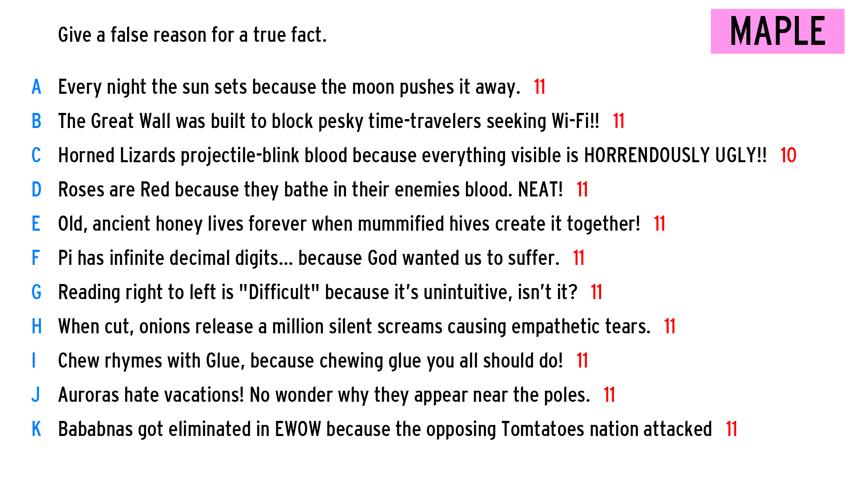 Give a false reason for a true fact.
MAPLE
A Every night the sun sets because the moon pushes it away. 11
B The Great Wall was built to block pesky time-travelers seeking Wi-Fi!! 11
C Horned Lizards projectile-blink blood because everything visible is HORRENDOUSLY UGLY!! 10
D Roses are Red because they bathe in their enemies blood. NEAT! 11
E Old, ancient honey lives forever when mummified hives create it together! 11
F Pi has infinite decimal digits... because God wanted us to suffer. 11
G Reading right to left is "Difficult" because it’s unintuitive, isn’t it? 11
H When cut, onions release a million silent screams causing empathetic tears. 11
I Chew rhymes with Glue, because chewing glue you all should do! 11
J Auroras hate vacations! No wonder why they appear near the poles. 11
K Bababnas got eliminated in EWOW because the opposing Tomtatoes nation attacked 11